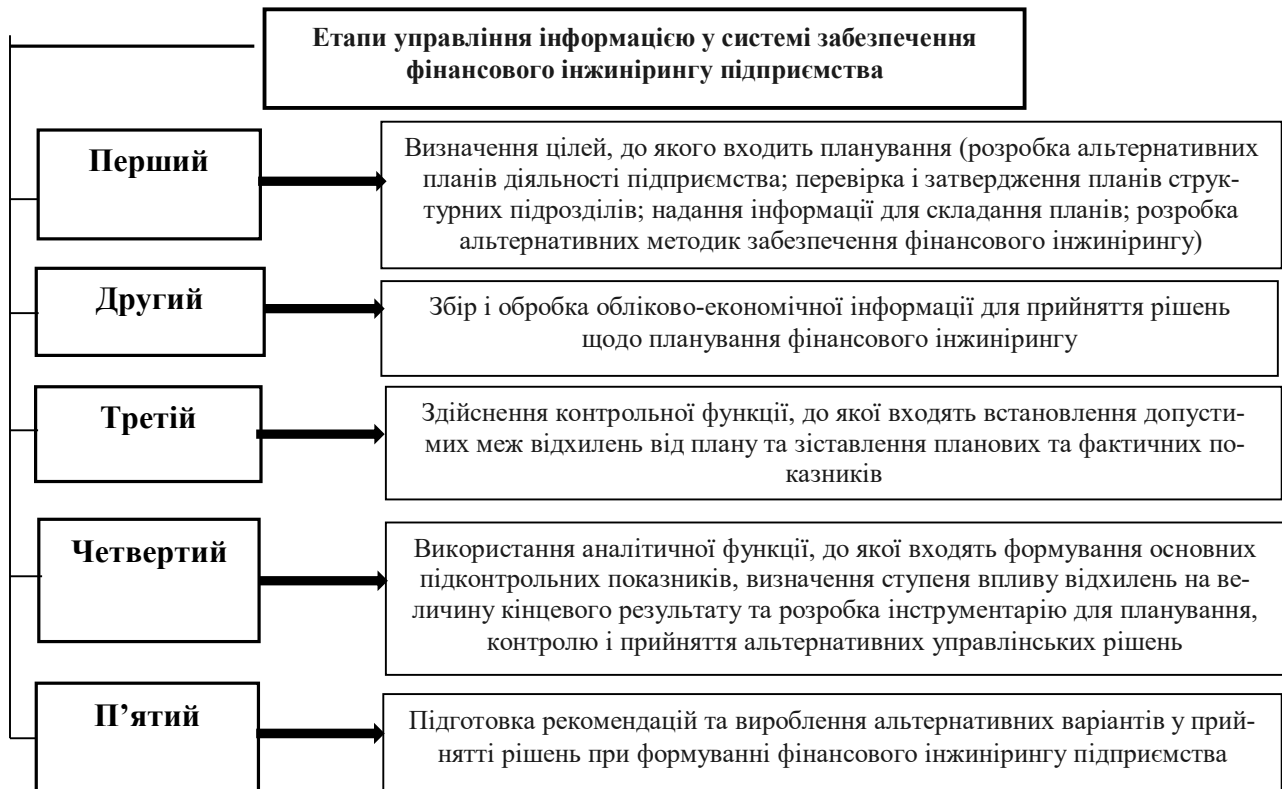 Етапи управління інформацією у системі забезпечення
фінансового інжинірингу підприємства
Перший
Визначення цілей, до якого входить планування (розробка альтернативних
планів діяльності підприємства; перевірка і затвердження планів струк-
турних підрозділів; надання інформації для складання планів; розробка
альтернативних методик забезпечення фінансового інжинірингу)
Другий
Збір і обробка обліково-економічної інформації для прийняття рішень
щодо планування фінансового інжинірингу
Третій
Здійснення контрольної функції, до якої входять встановлення допусти-
мих меж відхилень від плану та зіставлення планових та фактичних по-
казників
Четвертий
Використання аналітичної функції, до якої входять формування основних
підконтрольних показників, визначення ступеня впливу відхилень на ве-
личину кінцевого результату та розробка інструментарію для планування,
контролю і прийняття альтернативних управлінських рішень
П’ятий
Підготовка рекомендацій та вироблення альтернативних варіантів у прий-
нятті рішень при формуванні фінансового інжинірингу підприємства